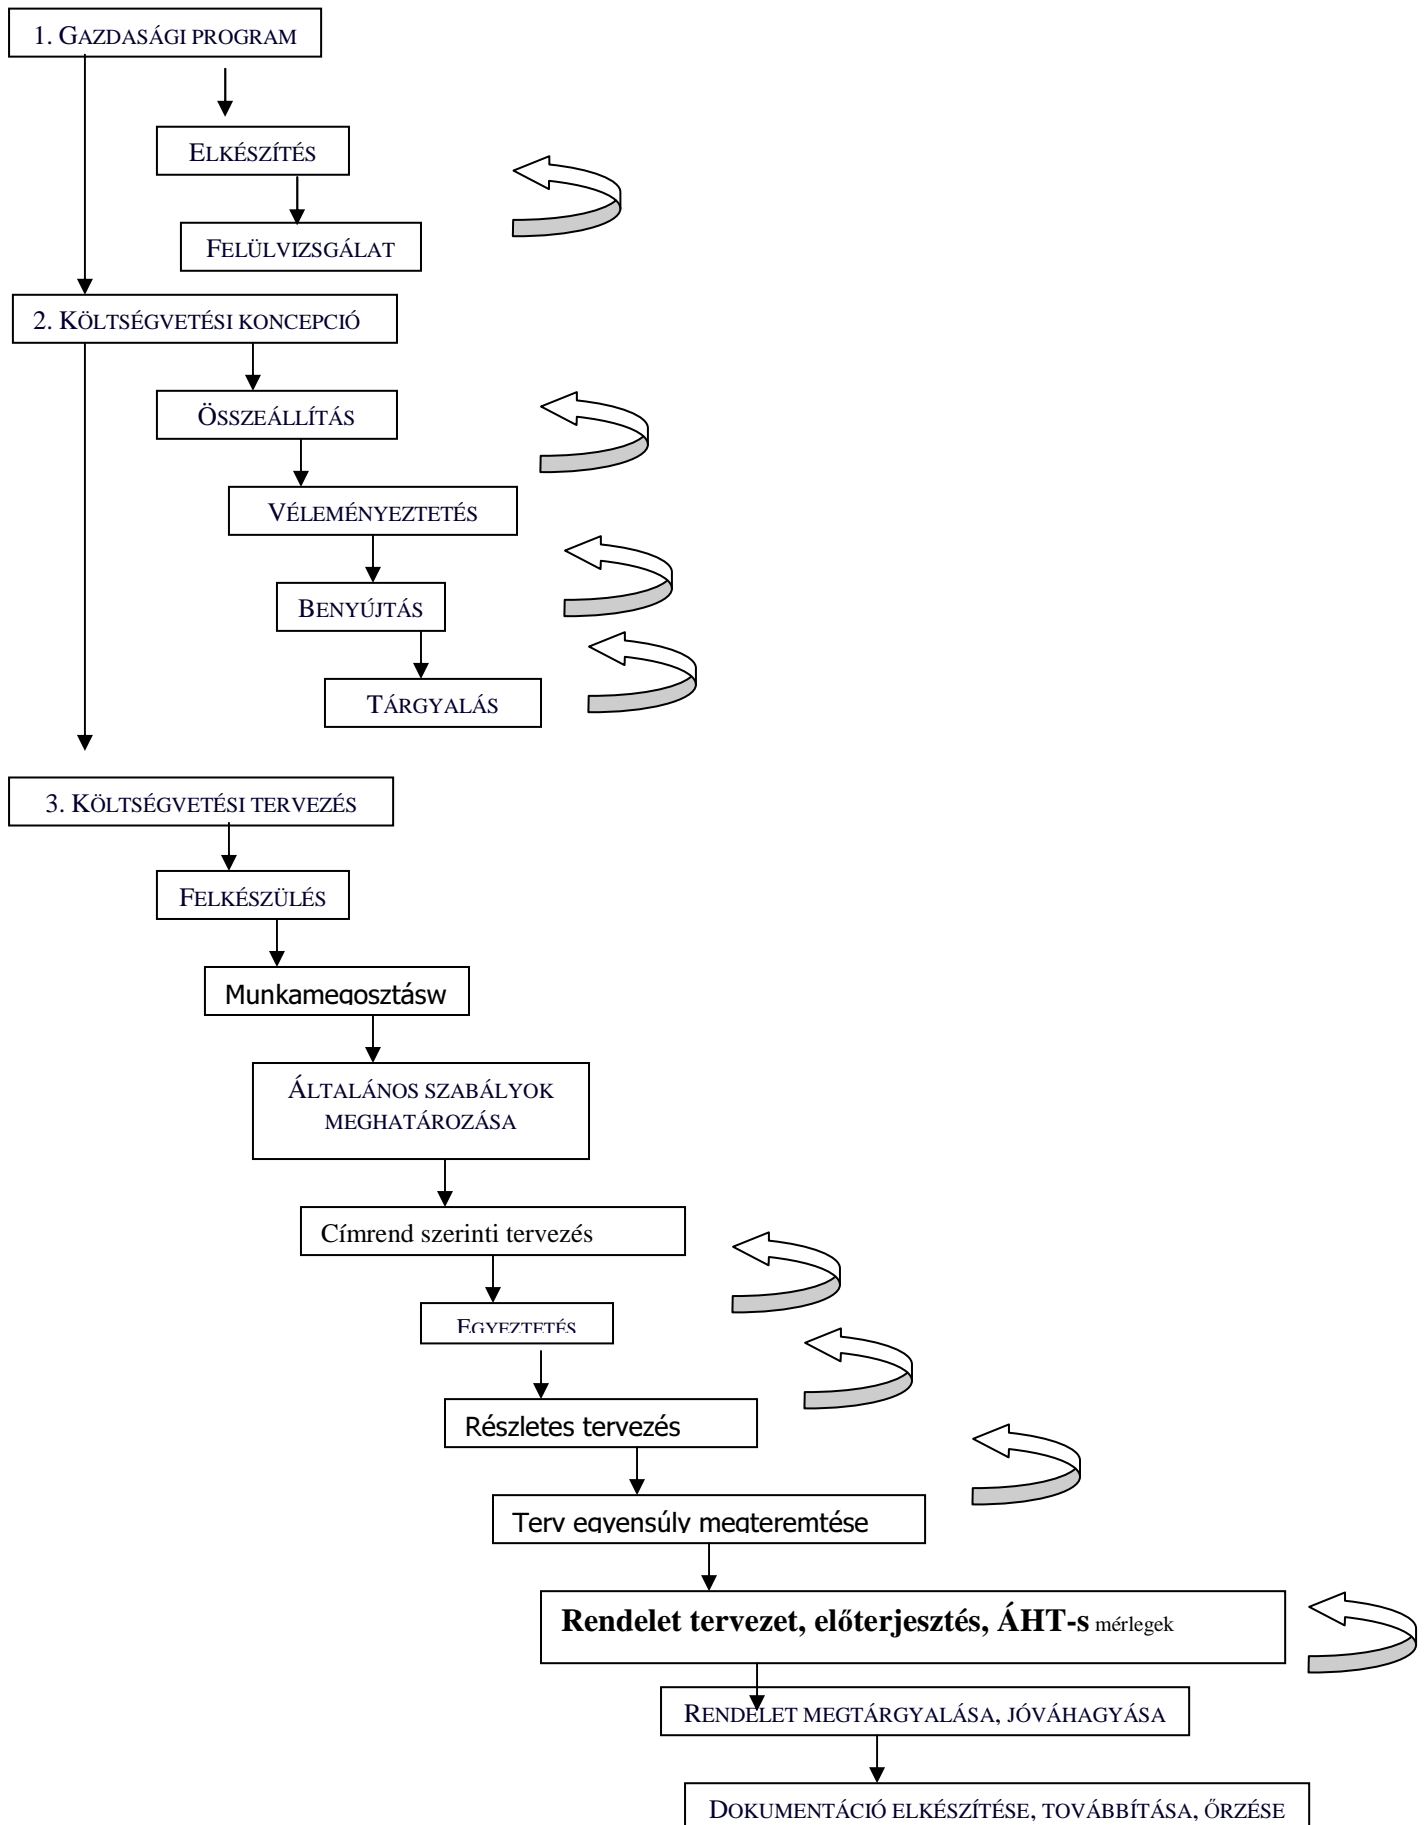 1. GAZDASÁGI PROGRAM
ELKÉSZÍTÉS
FELÜLVIZSGÁLAT
2. KÖLTSÉGVETÉSI KONCEPCIÓ
ÖSSZEÁLLÍTÁS
VÉLEMÉNYEZTETÉS
BENYÚJTÁS
TÁRGYALÁS
3. KÖLTSÉGVETÉSI TERVEZÉS
FELKÉSZÜLÉS
Munkamegosztásw
ÁLTALÁNOS SZABÁLYOK
MEGHATÁROZÁSA
Címrend szerinti tervezés
EGYEZTETÉS
Részletes tervezés
Terv egyensúly megteremtése
Rendelet tervezet, előterjesztés, ÁHT-s mérlegek
RENDELET MEGTÁRGYALÁSA, JÓVÁHAGYÁSA
DOKUMENTÁCIÓ ELKÉSZÍTÉSE, TOVÁBBÍTÁSA, ŐRZÉSE